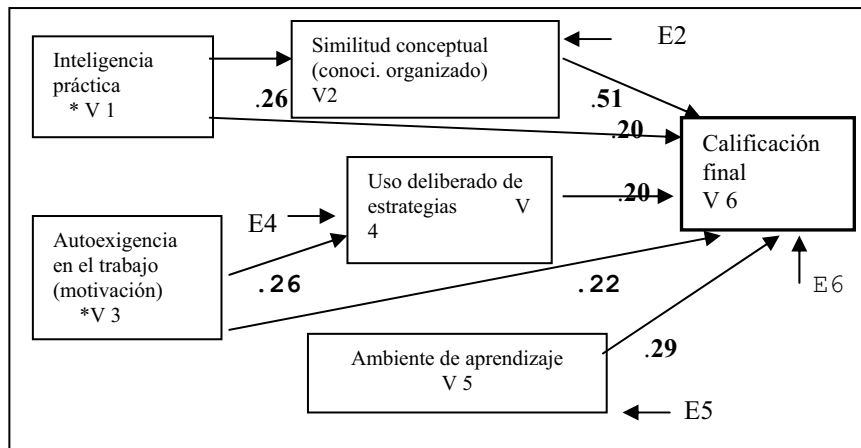 Inteligencia
práctica
* V 1
.26
Similitud conceptual
(conoci. organizado)
V2
E2
.51
.20
Calificación
final
V 6
E6
Uso deliberado de
estrategias V
4
E4
.20
Autoexigencia
en el trabajo
(motivación)
*V 3
.26
.22
Ambiente de aprendizaje
V 5
.29
E5